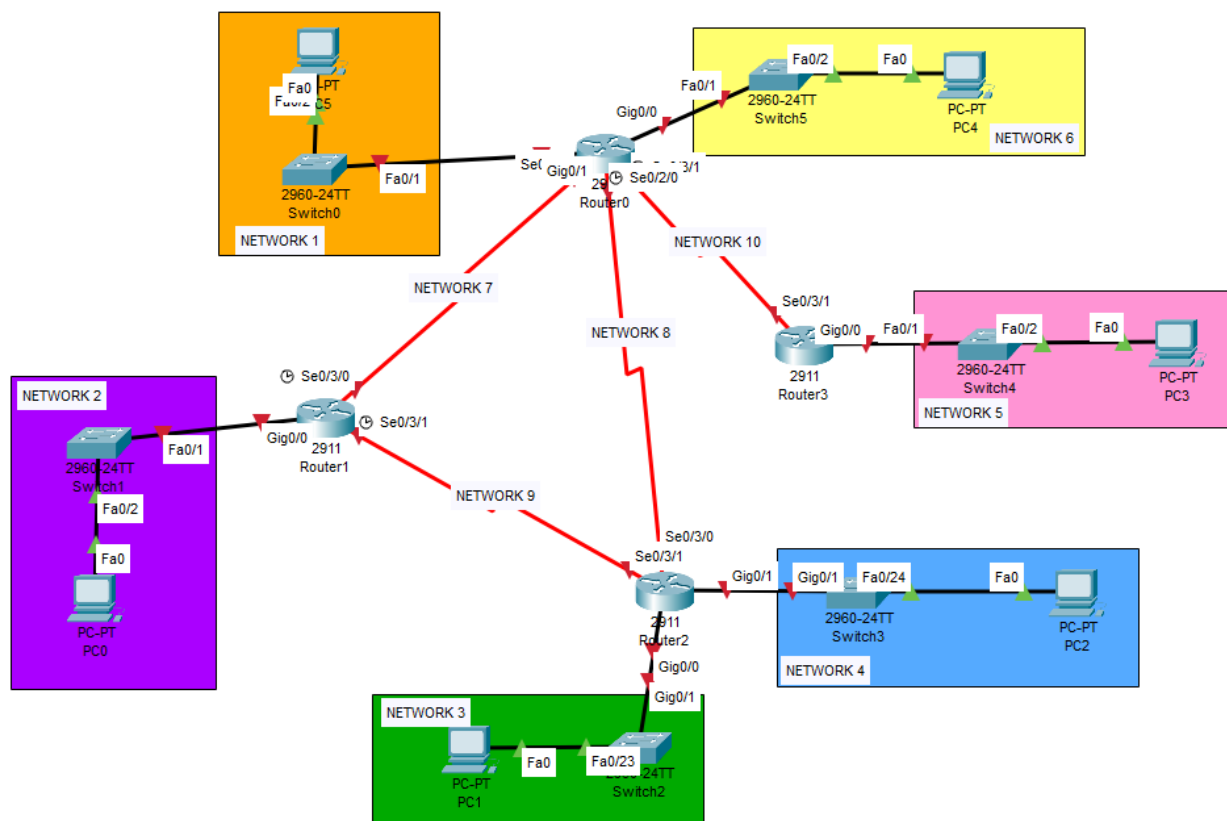 Fa0
PC-PT
Fa0/2
PC5
2960-24TT
Switch0
Fa0/1
NETWORK 1
Fa0/2
Fa0
Fa0/1
2960-24TT
Switch5
PC-PT
PC4
NETWORK 6
Gig0/0
Gig0/1
Se0/2/0
Router0
NETWORK 10
NETWORK 7
NETWORK 8
Se0/3/1
Gig0/0
Fa0/1
Fa0/2
Fa0
2911
Router3
2960-24TT
Switch4
PC-PT
PC3
NETWORK 5
NETWORK 2
Se0/3/0
Se0/3/1
Gig0/0
Fa0/1
2911
Router1
2960-24TT
Switch1
Fa0/2
Fa0
PC-PT
PC0
NETWORK 9
Se0/3/0
Se0/3/1
2911
Router2
Gig0/1
Gig0/1
Fa0/24
Fa0
2960-24TT
Switch3
PC-PT
PC2
NETWORK 4
Gig0/0
Gig0/1
NETWORK 3
Fa0
Fa0/23
PC-PT
PC1
2960-24TT
Switch2